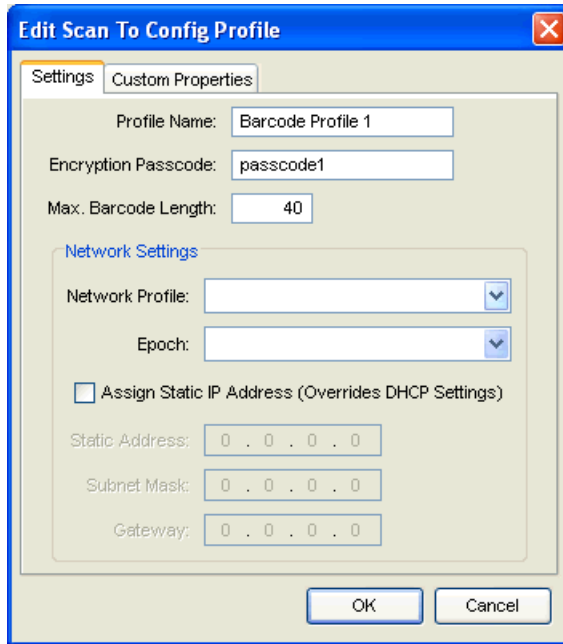 Edit Scan To Config Profile
Settings Custom Properties
Profile Name: Barcode Profile 1
Encryption Passcode: passcode1
Max. Barcode Length: 40
Network Settings
Network Profile:
Epoch:
Assign Static IP Address (Overrides DHCP Settings)
Static Address: 0 . 0 . 0 . 0
Subnet Mask: 0 . 0 . 0 . 0
Gateway: 0 . 0 . 0 . 0
OK Cancel